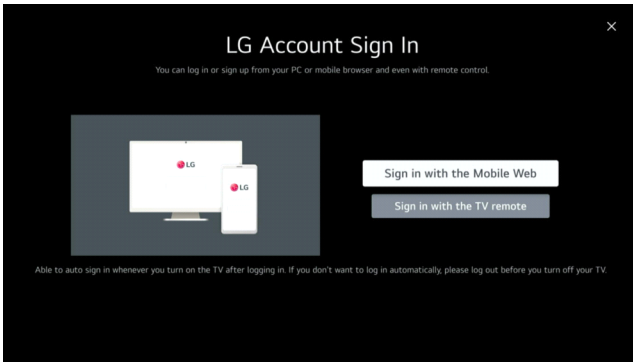 LG Account Sign In
You can log in or sign up from your PC or mobile browser and even with remote control.
LG
LG
Sign in with the Mobile Web
Sign in with the TV remote
Able to auto sign in whenever you turn on the TV after logging in. If you don't want to log in automatically, please log out before you turn off your TV.